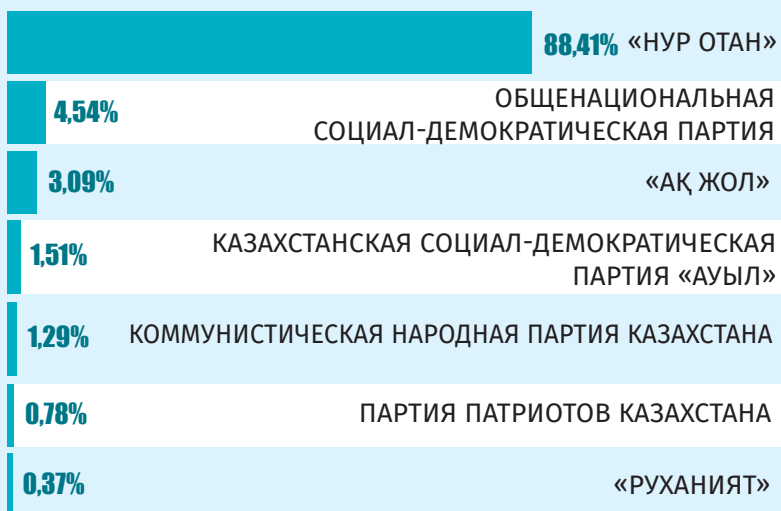 88,41% «НУР ОТАН»
4,54% ОБЩЕНАЦИОНАЛЬНАЯ
СОЦИАЛ-ДЕМОКРАТИЧЕСКАЯ ПАРТИЯ
3,09% «АҚ ЖОЛ»
1,51% КАЗАХСТАНСКАЯ СОЦИАЛ-ДЕМОКРАТИЧЕСКАЯ
ПАРТИЯ «АУЫЛ»
1,29% КОММУНИСТИЧЕСКАЯ НАРОДНАЯ ПАРТИЯ КАЗАХСТАНА
0,78% ПАРТИЯ ПАТРИОТОВ КАЗАХСТАНА
0,37% «РУХАНИЯТ»